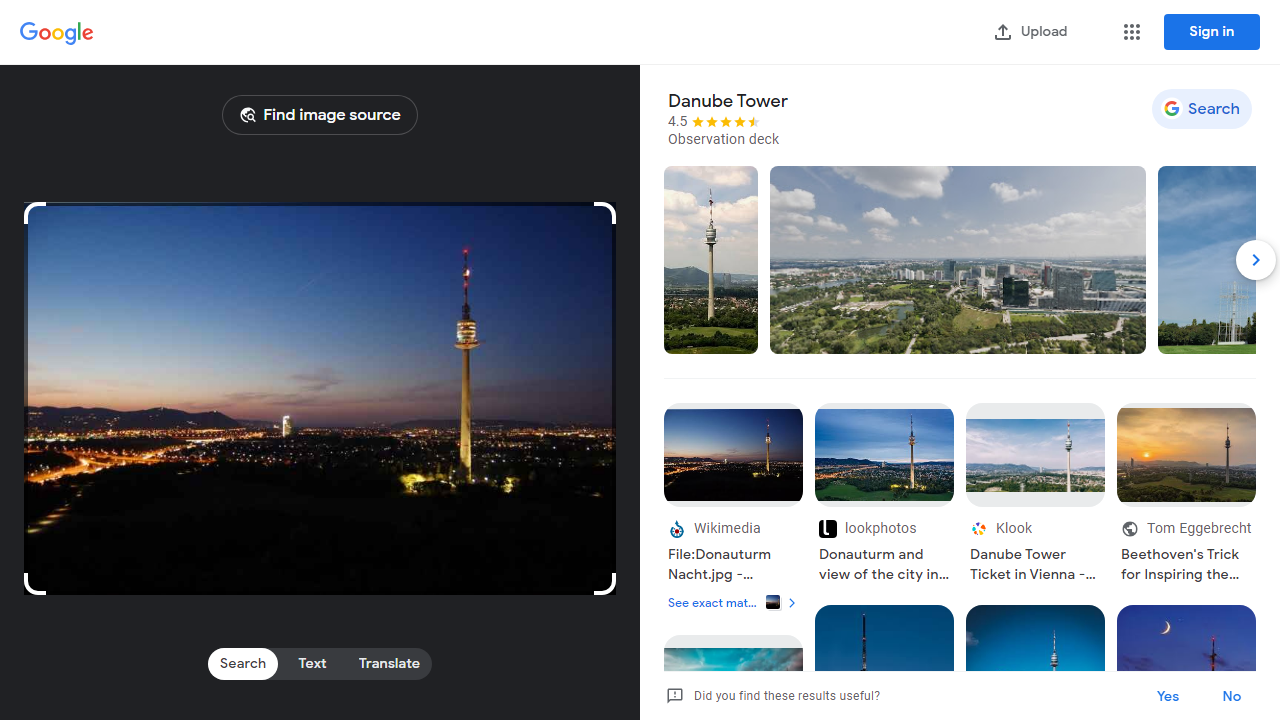 Google
Upload
Sign in
Find image source
Danube Tower
4.5
Observation deck
Search
Wikimedia
File:Donauturm
Nacht.jpg -...
See exact mat...
lookphotos
Donauturm and
view of the city in...
Klook
Danube Tower
Ticket in Vienna -...
Tom Eggebrecht
Beethoven's Trick
for Inspiring the...
Search
Text
Translate
Did you find these results useful?
Yes
No